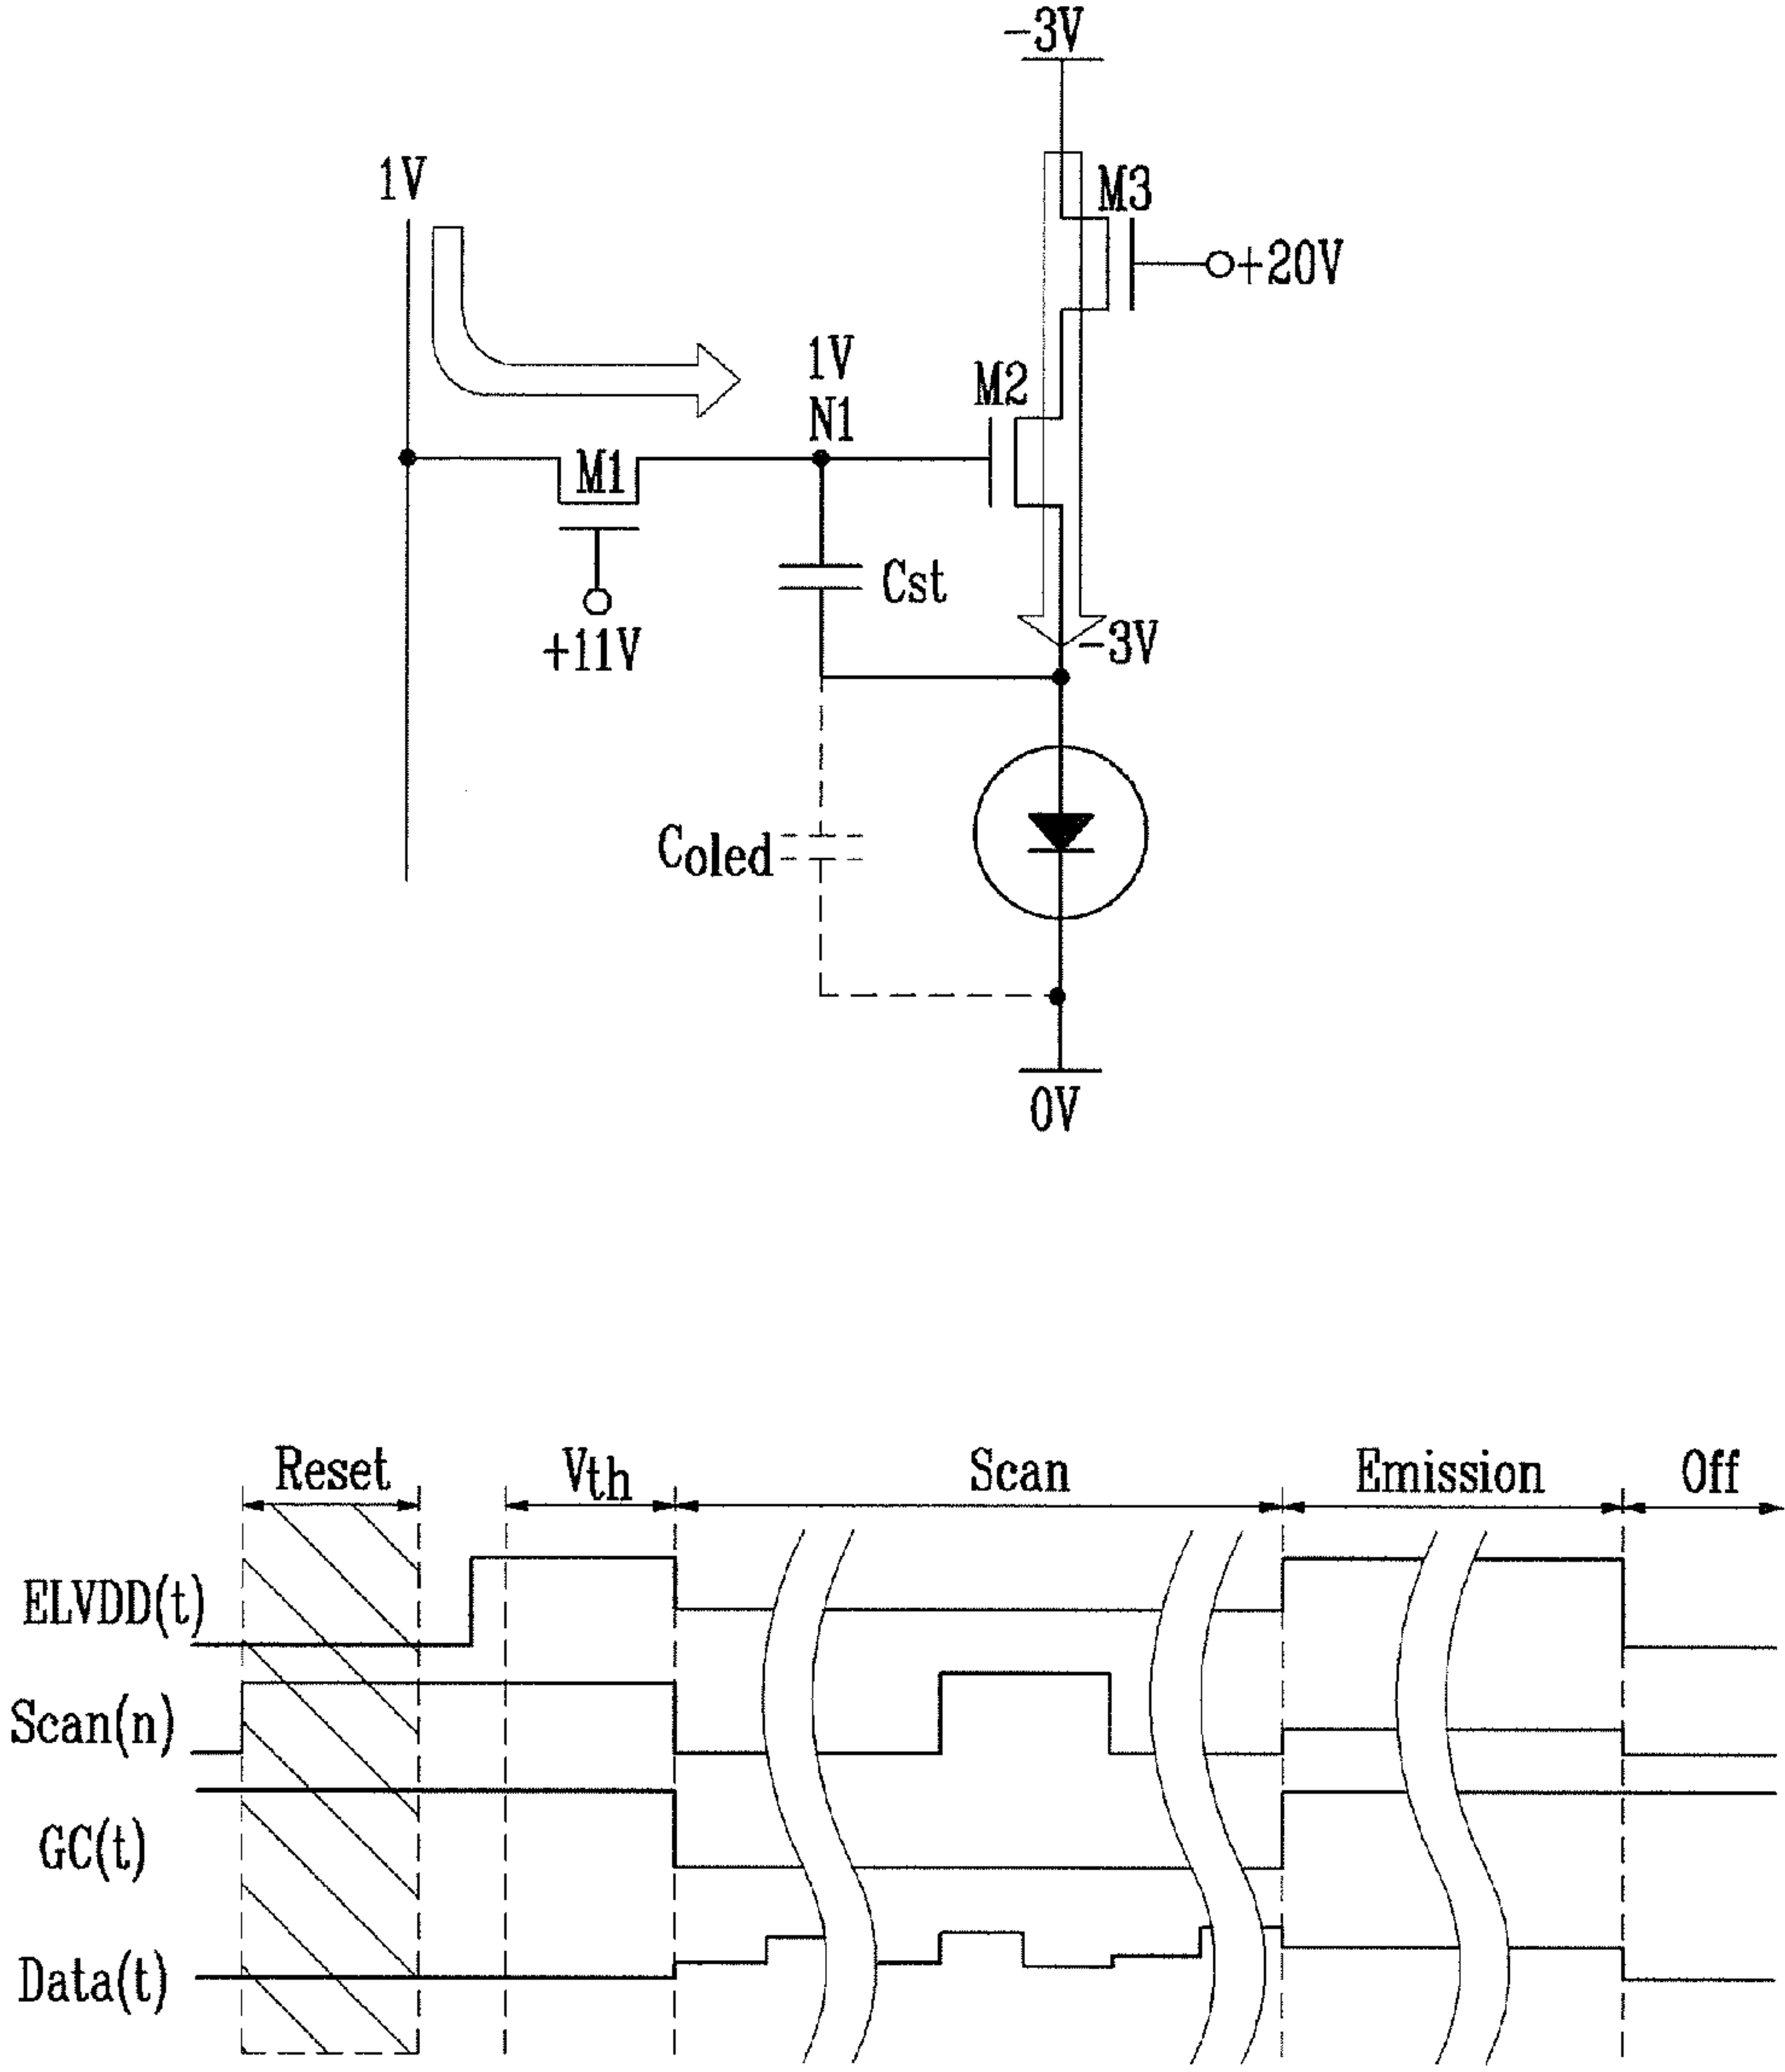 -3V
1V
M3
+20V
1V
N1
M2
M1
Cst
+11V
-3V
Coled
0V
Reset
Vth
Scan
Emission
Off
ELVDD(t)
Scan(n)
GC(t)
Data(t)